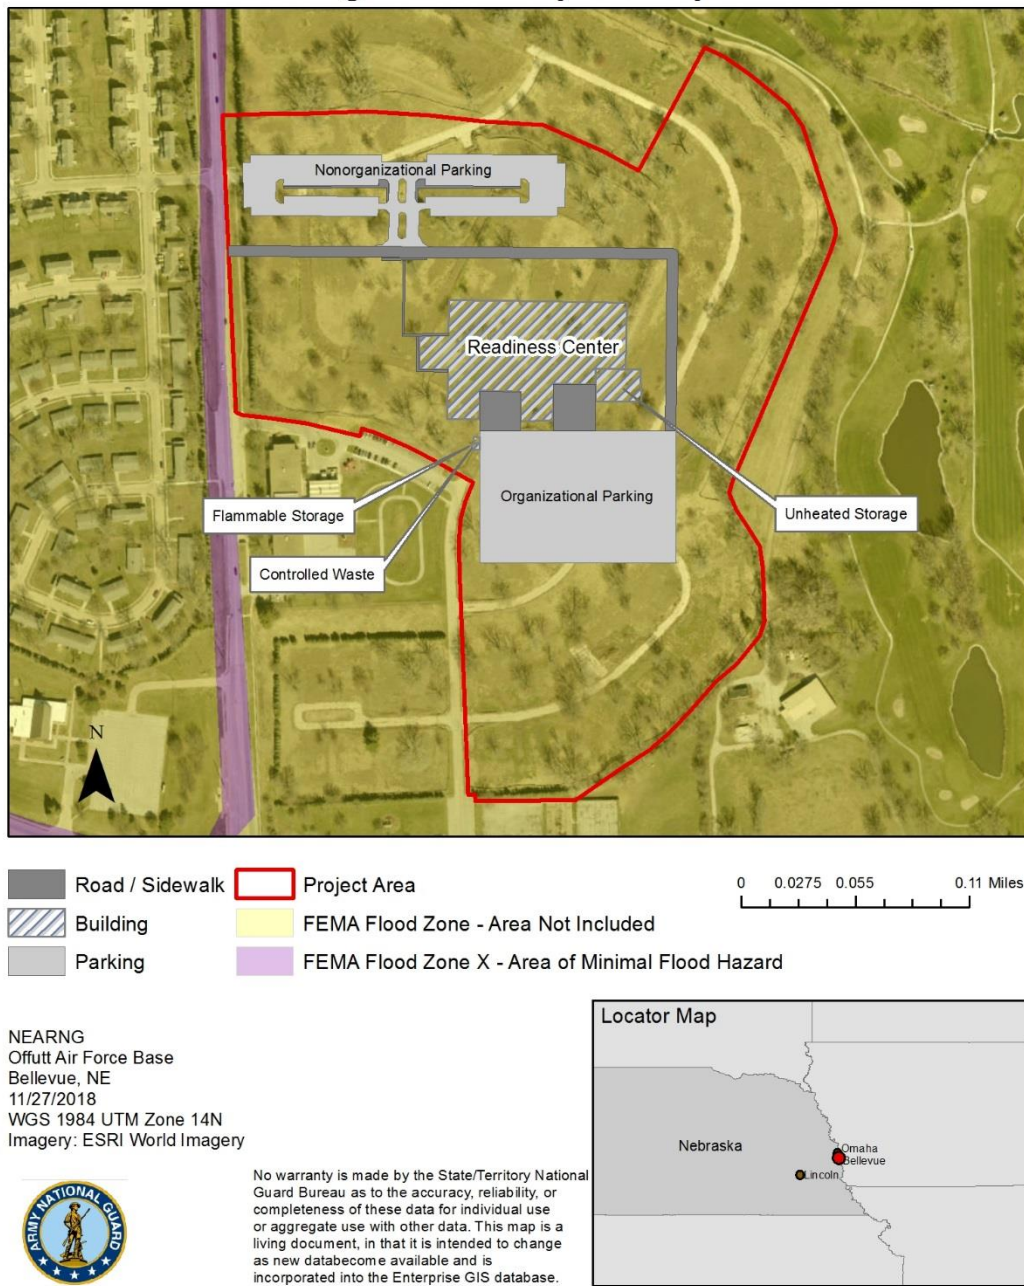 Nonorganizational Parking
Readiness Center
Organizational Parking
Flammable Storage
Unheated Storage
Controlled Waste
N
Road / Sidewalk
Project Area
0 0.0275 0.055 0.11 Miles
Building
FEMA Flood Zone - Area Not Included
Parking
FEMA Flood Zone X - Area of Minimal Flood Hazard
NEARNG
Offutt Air Force Base
Bellevue, NE
11/27/2018
WGS 1984 UTM Zone 14N
Imagery: ESRI World Imagery
ARMY NATIONAL GUARD
No warranty is made by the State/Territory National
Guard Bureau as to the accuracy, reliability, or
completeness of these data for individual use
or aggregate use with other data. This map is a
living document, in that it is intended to change
as new databecome available and is
incorporated into the Enterprise GIS database.
Locator Map
Nebraska
Omaha
Bellevue
Lincoln